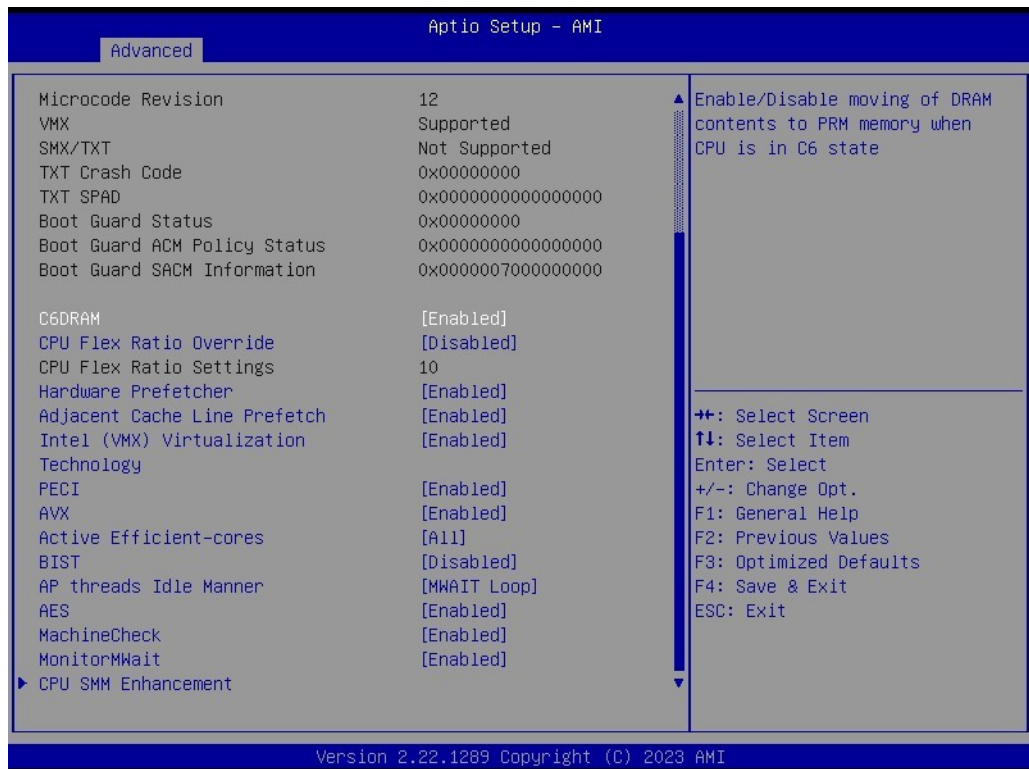 Aptio Setup – AMI
Advanced
Microcode Revision 12
VMX Supported
SMX/TXT Not Supported
TXT Crash Code 0x00000000
TXT SPAD 0x0000000000000000
Boot Guard Status 0x00000000
Boot Guard ACM Policy Status 0x0000000000000000
Boot Guard SACM Information 0x0000007000000000
C6DRAM [Enabled]
CPU Flex Ratio Override [Disabled]
CPU Flex Ratio Settings 10
Hardware Prefetcher [Enabled]
Adjacent Cache Line Prefetch [Enabled]
Intel (VMX) Virtualization [Enabled]
Technology
PECI [Enabled]
AVX [Enabled]
Active Efficient-cores [All]
BIST [Disabled]
AP threads Idle Manner [MWAIT Loop]
AES [Enabled]
MachineCheck [Enabled]
MonitorMWait [Enabled]
CPU SMM Enhancement
Enable/Disable moving of DRAM
contents to PRM memory when
CPU is in C6 state
→←: Select Screen
↑↓: Select Item
Enter: Select
+/-: Change Opt.
F1: General Help
F2: Previous Values
F3: Optimized Defaults
F4: Save & Exit
ESC: Exit
Version 2.22.1289 Copyright (C) 2023 AMI